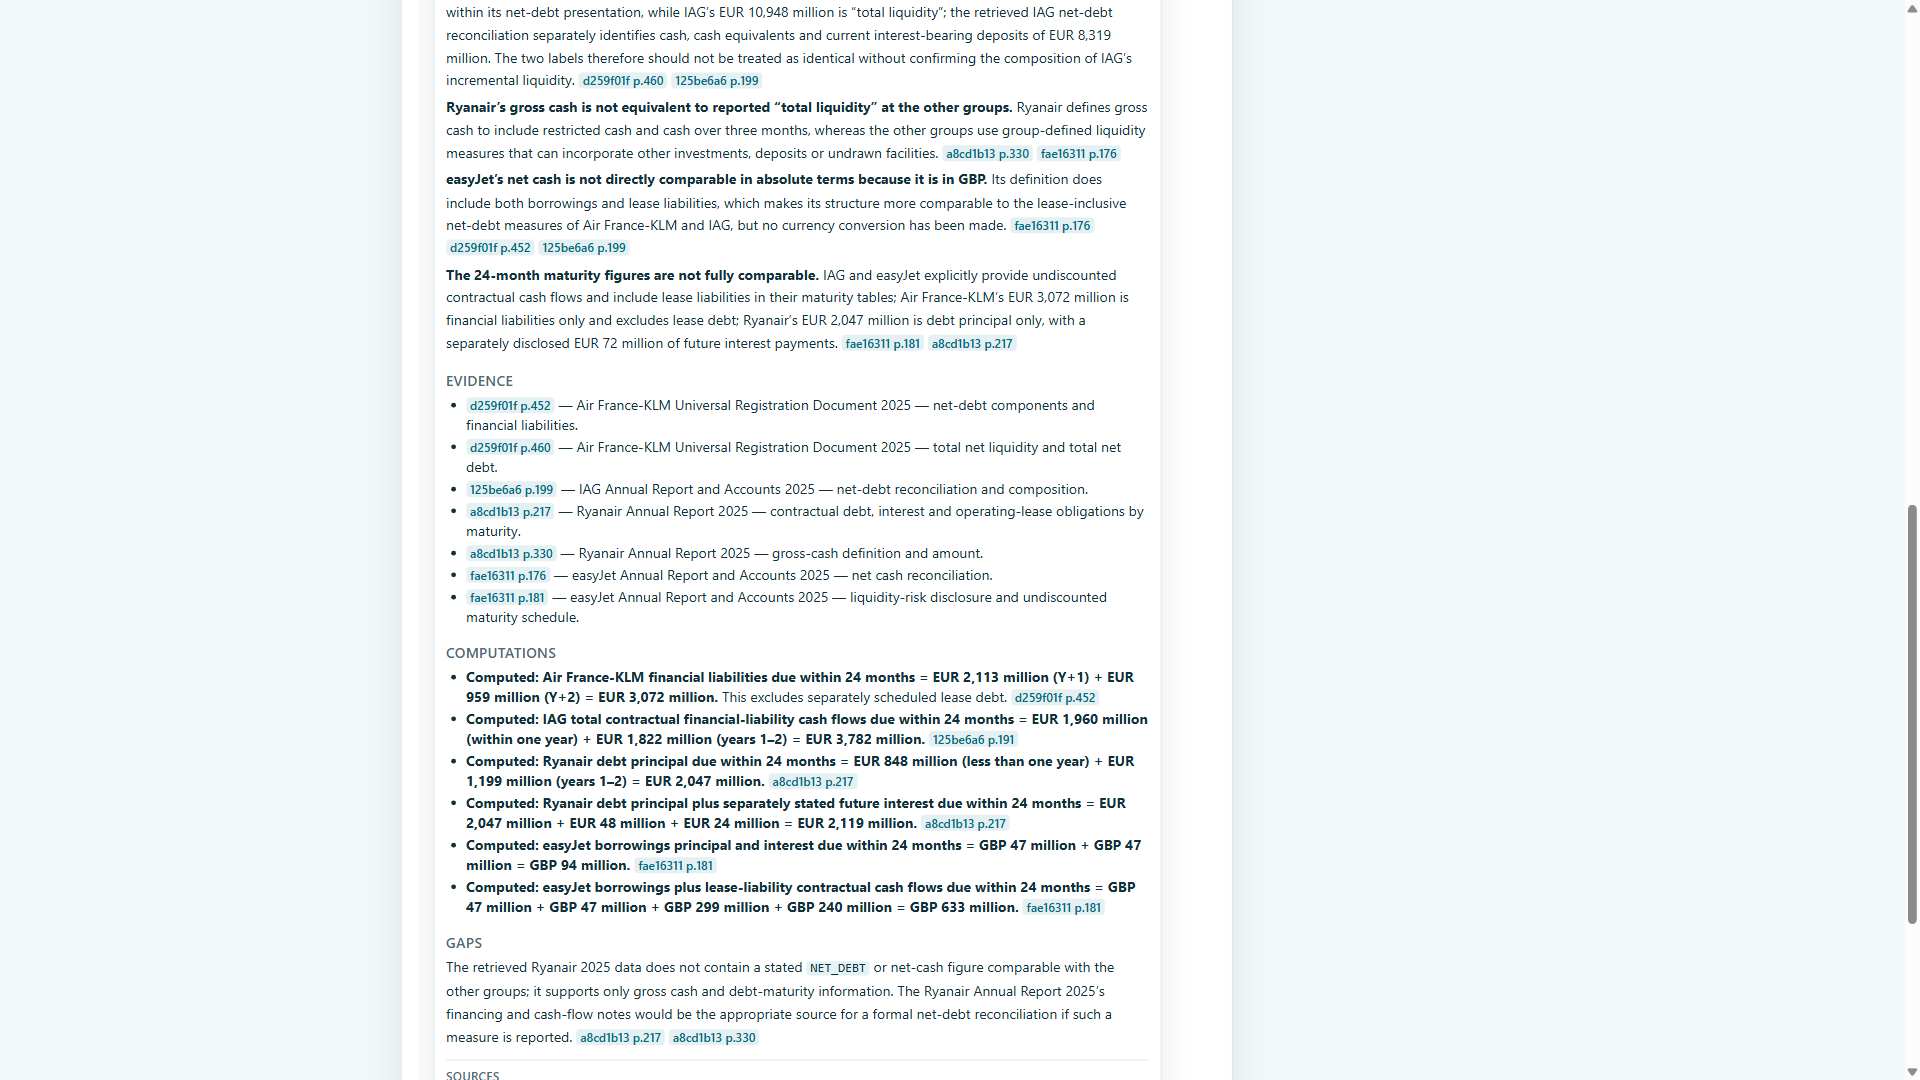 within its net-debt presentation, while IAG’s EUR 10,948 million is “total liquidity”; the retrieved IAG net-debt
reconciliation separately identifies cash, cash equivalents and current interest-bearing deposits of EUR 8,319
million. The two labels therefore should not be treated as identical without confirming the composition of IAG’s
incremental liquidity. d259f01f p.460 125be6a6 p.199
Ryanair’s gross cash is not equivalent to reported “total liquidity” at the other groups. Ryanair defines gross
cash to include restricted cash and cash over three months, whereas the other groups use group-defined liquidity
measures that can incorporate other investments, deposits or undrawn facilities. a8cd1b13 p.330 fae16311 p.176
easyJet’s net cash is not directly comparable in absolute terms because it is in GBP. Its definition does
include both borrowings and lease liabilities, which makes its structure more comparable to the lease-inclusive
net-debt measures of Air France-KLM and IAG, but no currency conversion has been made. fae16311 p.176
d259f01f p.452 125be6a6 p.199
The 24-month maturity figures are not fully comparable. IAG and easyJet explicitly provide undiscounted
contractual cash flows and include lease liabilities in their maturity tables; Air France-KLM’s EUR 3,072 million is
financial liabilities only and excludes lease debt; Ryanair’s EUR 2,047 million is debt principal only, with a
separately disclosed EUR 72 million of future interest payments. fae16311 p.181 a8cd1b13 p.217
EVIDENCE
• d259f01f p.452 — Air France-KLM Universal Registration Document 2025 — net-debt components and
financial liabilities.
• d259f01f p.460 — Air France-KLM Universal Registration Document 2025 — total net liquidity and total net
debt.
• 125be6a6 p.199 — IAG Annual Report and Accounts 2025 — net-debt reconciliation and composition.
• a8cd1b13 p.217 — Ryanair Annual Report 2025 — contractual debt, interest and operating-lease obligations by
maturity.
• a8cd1b13 p.330 — Ryanair Annual Report 2025 — gross-cash definition and amount.
• fae16311 p.176 — easyJet Annual Report and Accounts 2025 — net cash reconciliation.
• fae16311 p.181 — easyJet Annual Report and Accounts 2025 — liquidity-risk disclosure and undiscounted
maturity schedule.
COMPUTATIONS
• Computed: Air France-KLM financial liabilities due within 24 months = EUR 2,113 million (Y+1) + EUR
959 million (Y+2) = EUR 3,072 million. This excludes separately scheduled lease debt. d259f01f p.452
• Computed: IAG total contractual financial-liability cash flows due within 24 months = EUR 1,960 million
(within one year) + EUR 1,822 million (years 1–2) = EUR 3,782 million. 125be6a6 p.191
• Computed: Ryanair debt principal due within 24 months = EUR 848 million (less than one year) + EUR
1,199 million (years 1–2) = EUR 2,047 million. a8cd1b13 p.217
• Computed: Ryanair debt principal plus separately stated future interest due within 24 months = EUR
2,047 million + EUR 48 million + EUR 24 million = EUR 2,119 million. a8cd1b13 p.217
• Computed: easyJet borrowings principal and interest due within 24 months = GBP 47 million + GBP 47
million = GBP 94 million. fae16311 p.181
• Computed: easyJet borrowings plus lease-liability contractual cash flows due within 24 months = GBP
47 million + GBP 47 million + GBP 299 million + GBP 240 million = GBP 633 million. fae16311 p.181
GAPS
The retrieved Ryanair 2025 data does not contain a stated NET_DEBT or net-cash figure comparable with the
other groups; it supports only gross cash and debt-maturity information. The Ryanair Annual Report 2025’s
financing and cash-flow notes would be the appropriate source for a formal net-debt reconciliation if such a
measure is reported. a8cd1b13 p.217 a8cd1b13 p.330
SOURCES